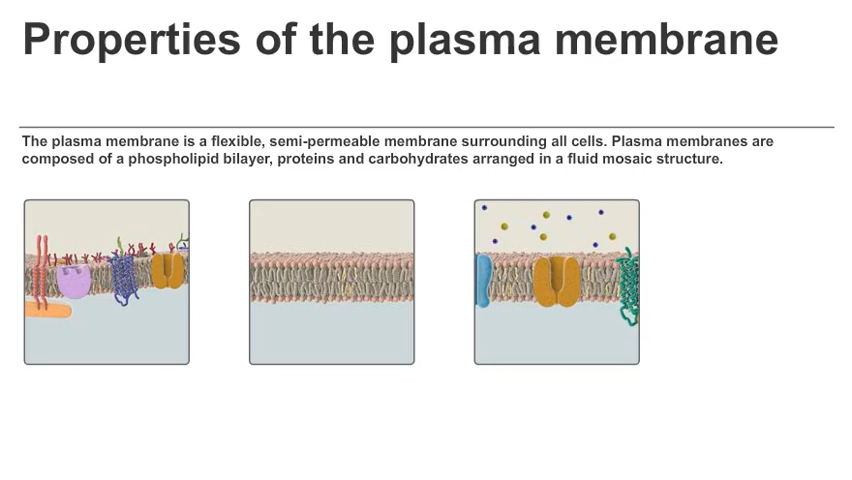 Properties of the plasma membrane
The plasma membrane is a flexible, semi-permeable membrane surrounding all cells. Plasma membranes are
composed of a phospholipid bilayer, proteins and carbohydrates arranged in a fluid mosaic structure.